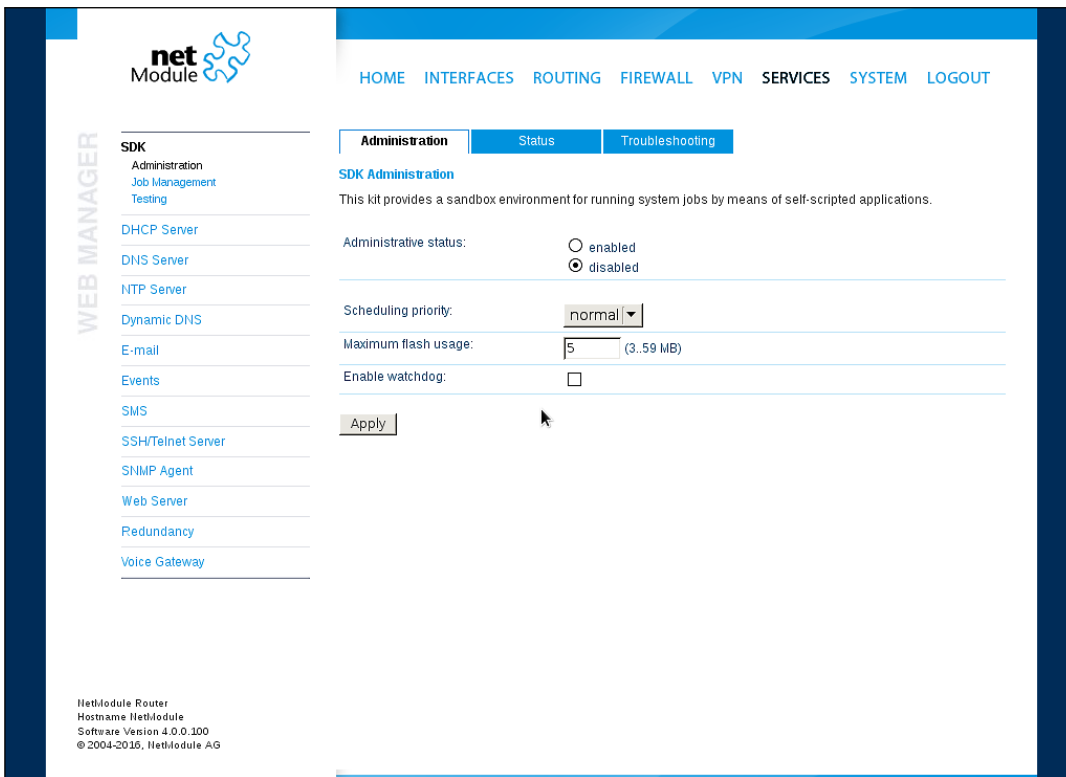 net
Module
HOME INTERFACES ROUTING FIREWALL VPN SERVICES SYSTEM LOGOUT
WEB MANAGER
SDK
Administration
Job Management
Testing
DHCP Server
DNS Server
NTP Server
Dynamic DNS
E-mail
Events
SMS
SSH/Telnet Server
SNMP Agent
Web Server
Redundancy
Voice Gateway
Administration Status Troubleshooting
SDK Administration
This kit provides a sandbox environment for running system jobs by means of self-scripted applications.
Administrative status:
enabled
disabled
Scheduling priority: normal
Maximum flash usage: 5 (3..59 MB)
Enable watchdog:
Apply
NetModule Router
Hostname NetModule
Software Version 4.0.0.100
© 2004-2016, NetModule AG